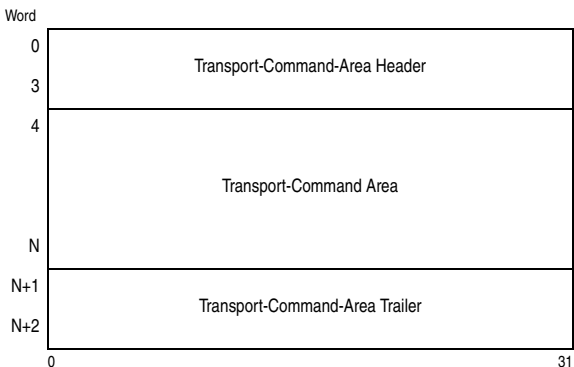 Word
0
Transport-Command-Area Header
3
4
Transport-Command Area
N
N+1
Transport-Command-Area Trailer
N+2
0 31